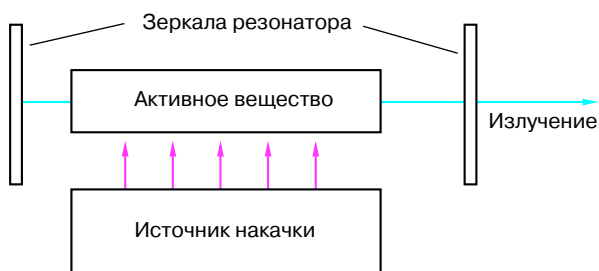 Зеркала резонатора
Активное вещество
Излучение
Источник накачки